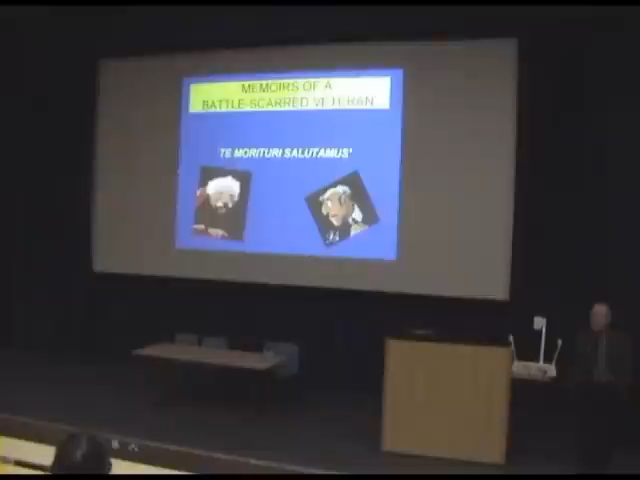 MEMOIRS OF A
BATTLE-SCARRED VETERAN
TE MORITURI SALUTAMUS'